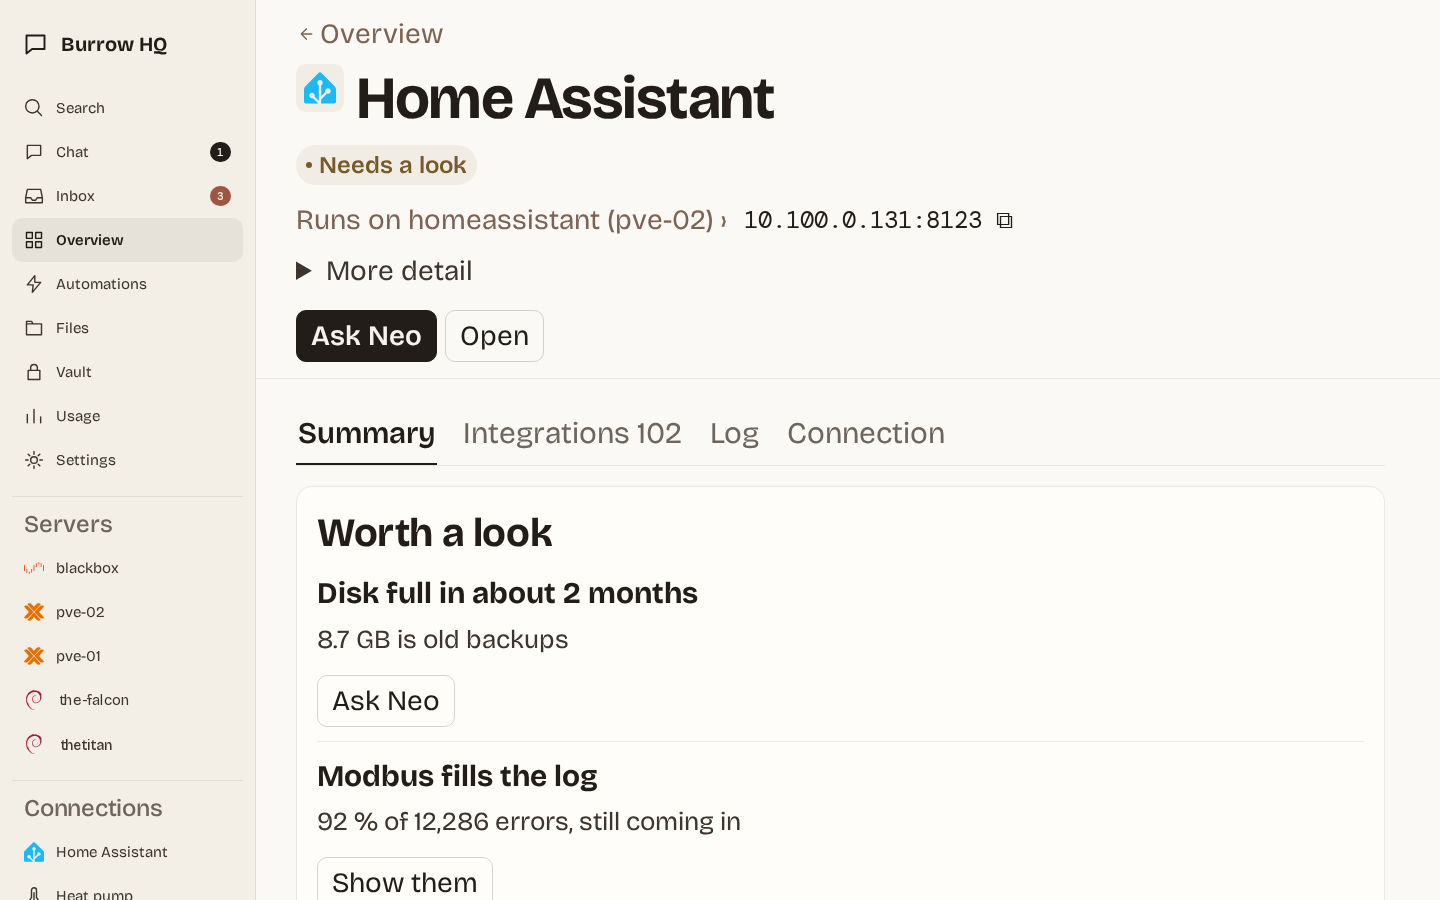 Burrow HQ
Search
Chat 1
Inbox 3
Overview
Automations
Files
Vault
Usage
Settings
Servers
blackbox
pve-02
pve-01
the-falcon
thetitan
Connections
Home Assistant
Heat pump
← Overview
Home Assistant
• Needs a look
Runs on homeassistant (pve-02) › 10.100.0.131:8123
▶ More detail
Ask Neo Open
Summary Integrations 102 Log Connection
Worth a look
Disk full in about 2 months
8.7 GB is old backups
Ask Neo
Modbus fills the log
92 % of 12,286 errors, still coming in
Show them